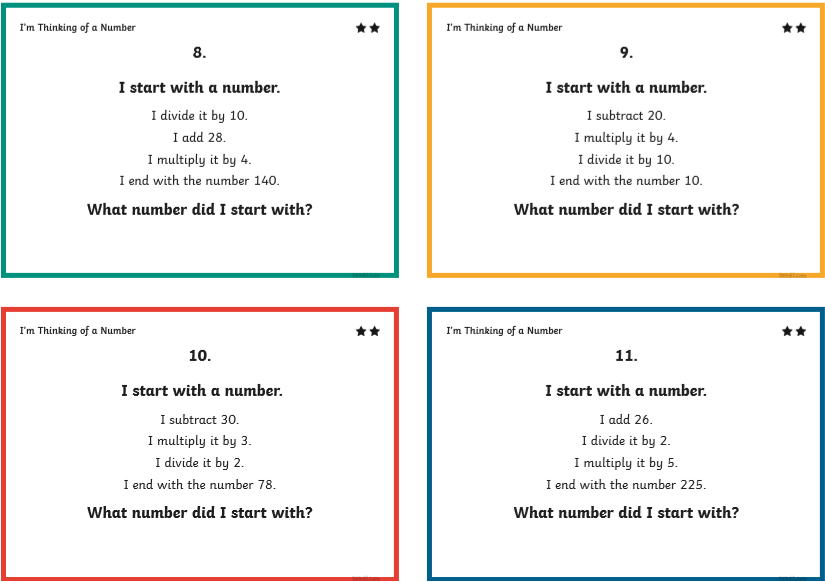 I'm Thinking of a Number
8.
I start with a number.
I divide it by 10.
I add 28.
I multiply it by 4.
I end with the number 140.
What number did I start with?
I'm Thinking of a Number
9.
I start with a number.
I subtract 20.
I multiply it by 4.
I divide it by 10.
I end with the number 10.
What number did I start with?
I'm Thinking of a Number
10.
I start with a number.
I subtract 30.
I multiply it by 3.
I divide it by 2.
I end with the number 78.
What number did I start with?
I'm Thinking of a Number
11.
I start with a number.
I add 26.
I divide it by 2.
I multiply it by 5.
I end with the number 225.
What number did I start with?